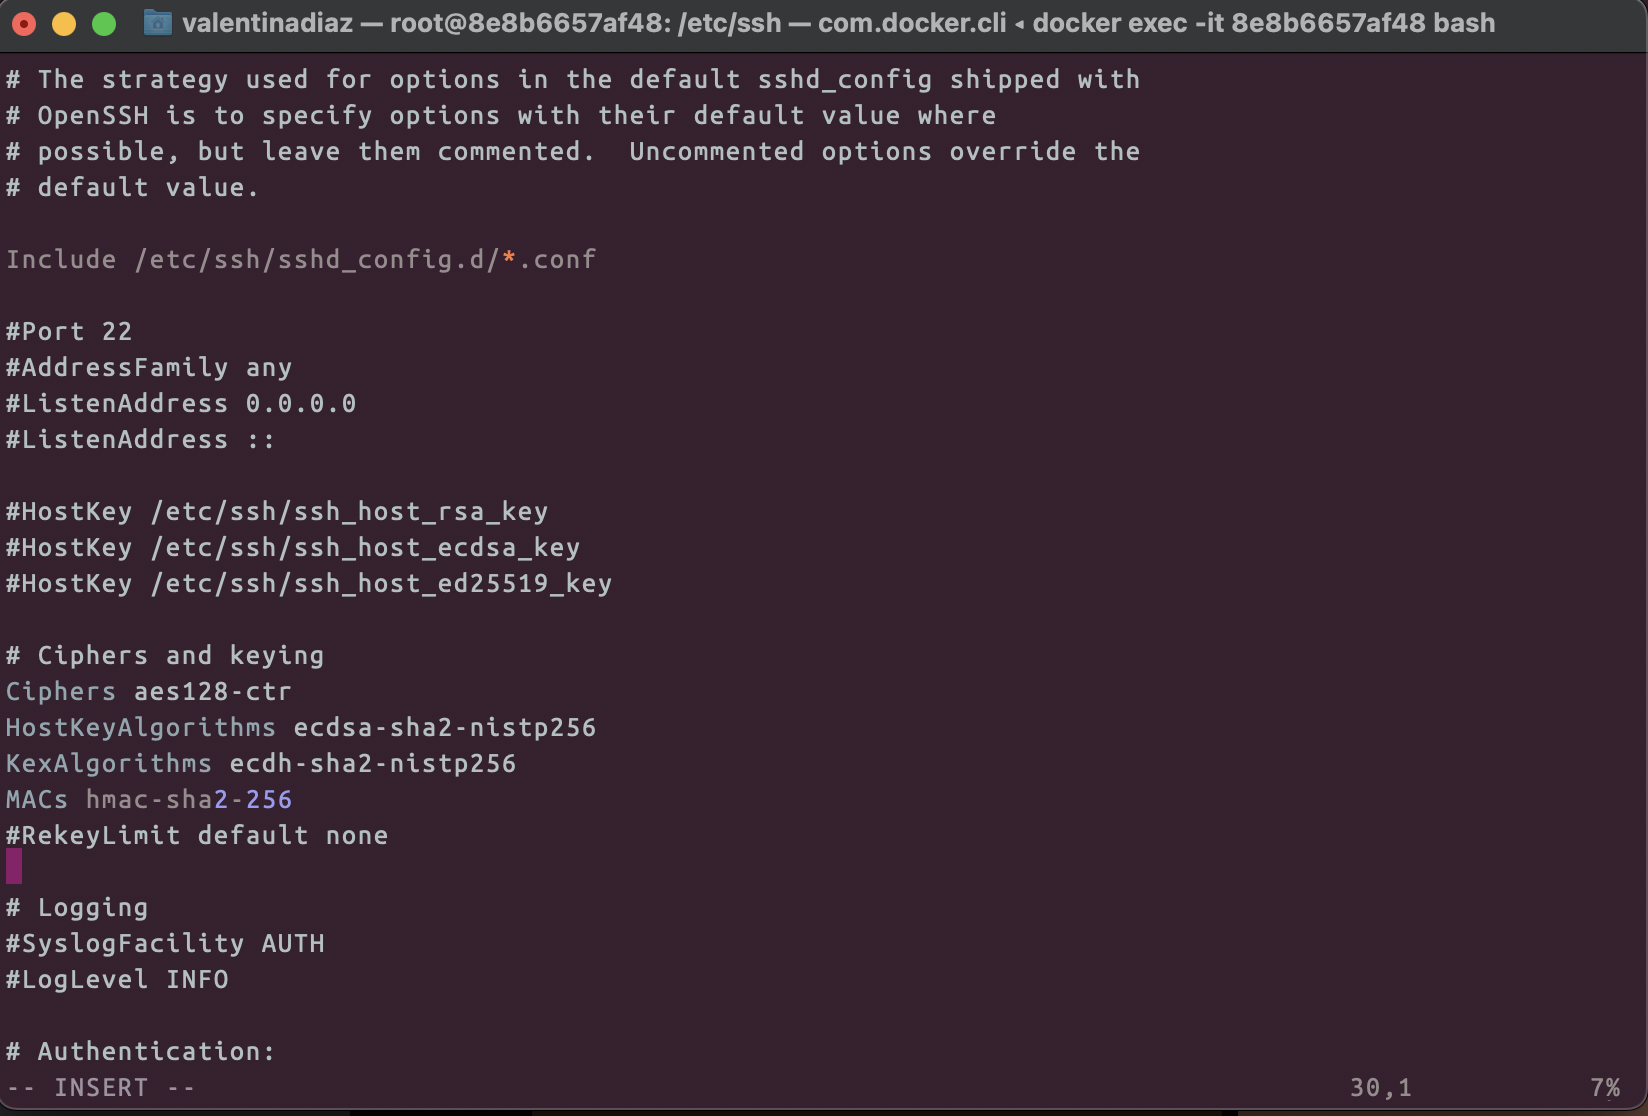 valentinadiaz — root@8e8b6657af48: /etc/ssh — com.docker.cli ◂ docker exec -it 8e8b6657af48 bash
# The strategy used for options in the default sshd_config shipped with
# OpenSSH is to specify options with their default value where
# possible, but leave them commented.  Uncommented options override the
# default value.
Include /etc/ssh/sshd_config.d/*.conf
#Port 22
#AddressFamily any
#ListenAddress 0.0.0.0
#ListenAddress ::
#HostKey /etc/ssh/ssh_host_rsa_key
#HostKey /etc/ssh/ssh_host_ecdsa_key
#HostKey /etc/ssh/ssh_host_ed25519_key
# Ciphers and keying
Ciphers aes128-ctr
HostKeyAlgorithms ecdsa-sha2-nistp256
KexAlgorithms ecdh-sha2-nistp256
MACs hmac-sha2-256
#RekeyLimit default none
# Logging
#SyslogFacility AUTH
#LogLevel INFO
# Authentication:
-- INSERT -- 30,1 7%